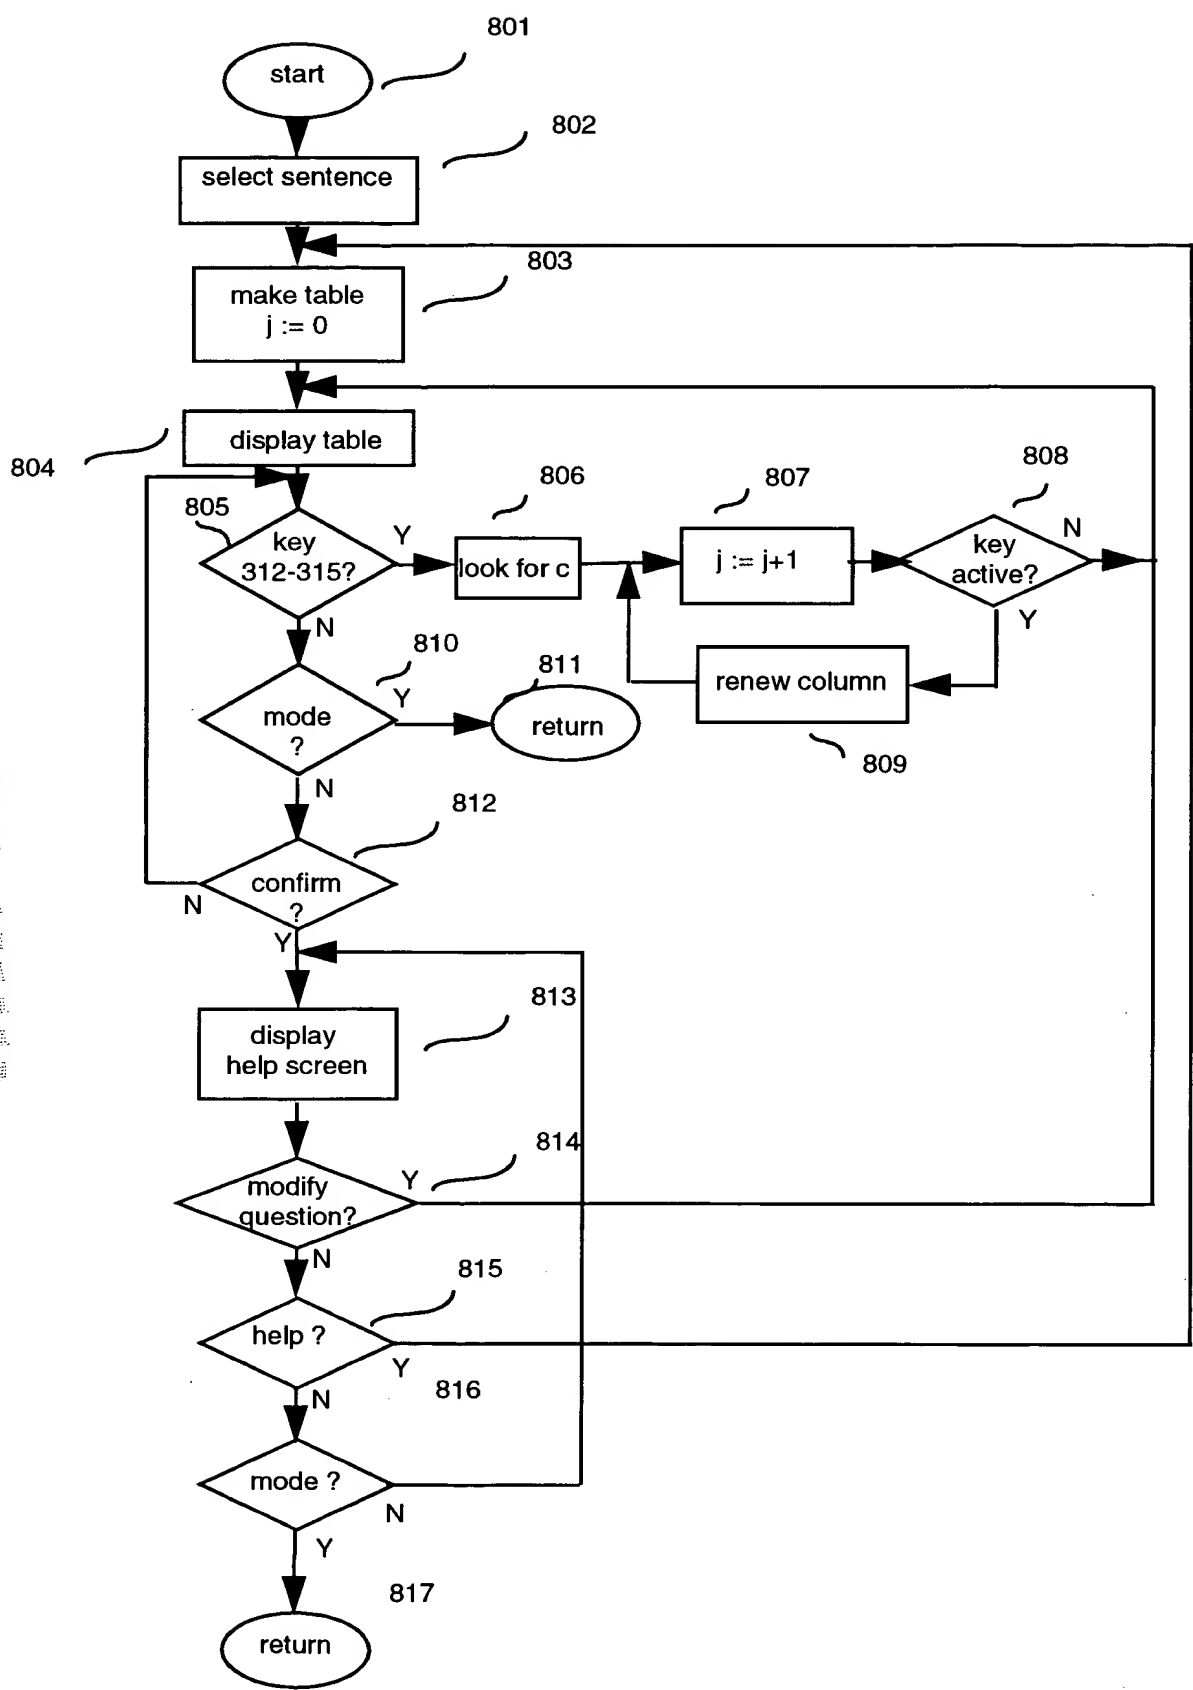 801
start
802
select sentence
803
make table
j := 0
804
display table
805
key
312-315?
Y
N
806
look for c
807
j := j+1
808
key
active?
N
Y
renew column
809
810
mode
?
Y
N
811
return
812
confirm
?
N
Y
813
display
help screen
814
modify
question?
Y
N
815
help ?
Y
N
816
mode ?
N
Y
817
return